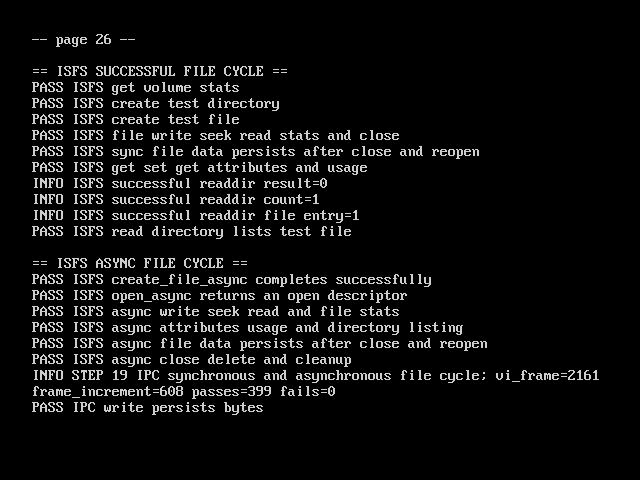 -- page 26 --
== ISFS SUCCESSFUL FILE CYCLE ==
PASS ISFS get volume stats
PASS ISFS create test directory
PASS ISFS create test file
PASS ISFS file write seek read stats and close
PASS ISFS sync file data persists after close and reopen
PASS ISFS get set get attributes and usage
INFO ISFS successful readdir result=0
INFO ISFS successful readdir count=1
INFO ISFS successful readdir file entry=1
PASS ISFS read directory lists test file
== ISFS ASYNC FILE CYCLE ==
PASS ISFS create_file_async completes successfully
PASS ISFS open_async returns an open descriptor
PASS ISFS async write seek read and file stats
PASS ISFS async attributes usage and directory listing
PASS ISFS async file data persists after close and reopen
PASS ISFS async close delete and cleanup
INFO STEP 19 IPC synchronous and asynchronous file cycle; vi_frame=2161
frame_increment=608 passes=399 fails=0
PASS IPC write persists bytes